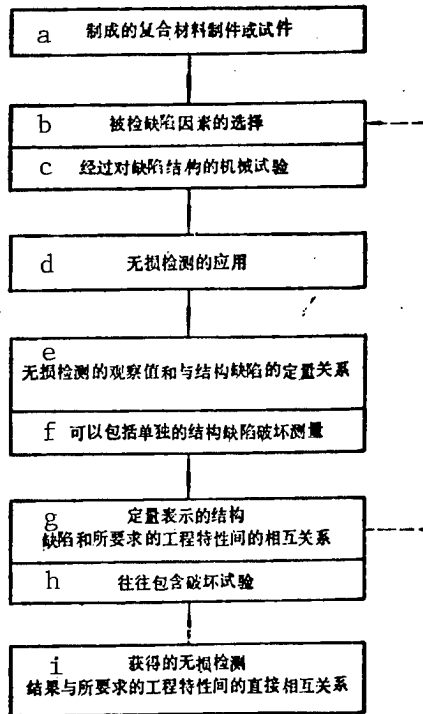 a 制成的复合材料制件或试件
b 被检缺陷因素的选择
c 经过对缺陷结构的机械试验
d 无损检测的应用
e
无损检测的观察值和与结构缺陷的定量关系
f 可以包括单独的结构缺陷破坏测量
g 定量表示的结构
缺陷和所要求的工程特性间的相互关系
h 往往包含破坏试验
i 获得的无损检测
结果与所要求的工程特性间的直接相互关系